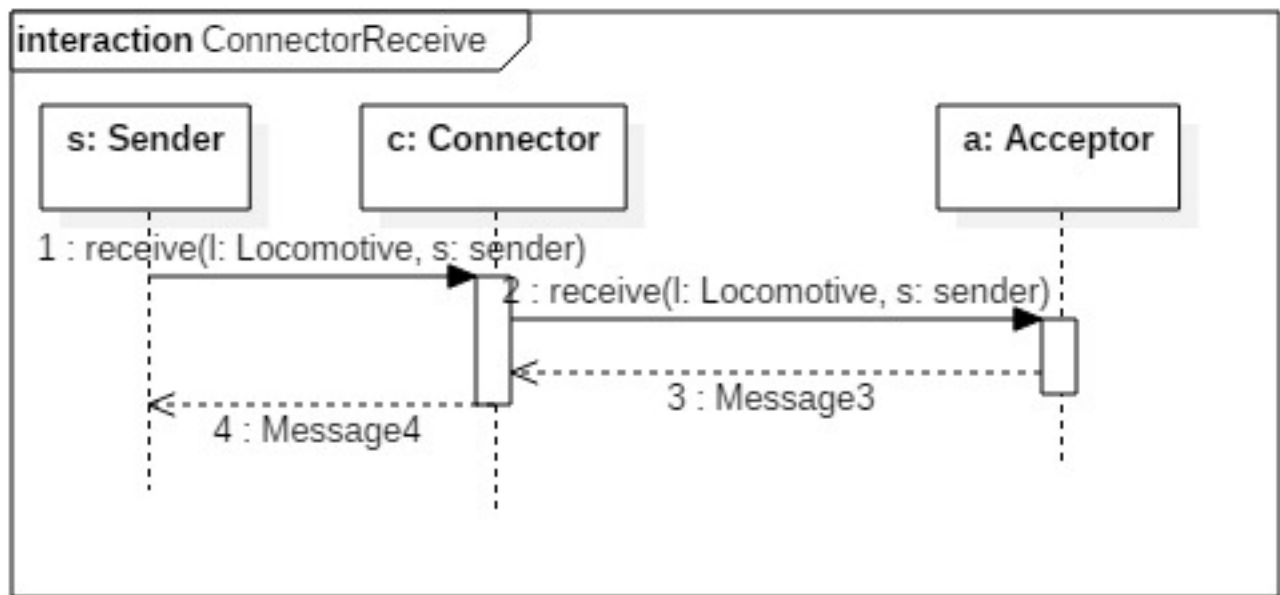 interaction ConnectorReceive
s: Sender
c: Connector
a: Acceptor
1 : receive(l: Locomotive, s: sender)
2 : receive(l: Locomotive, s: sender)
3 : Message3
4 : Message4